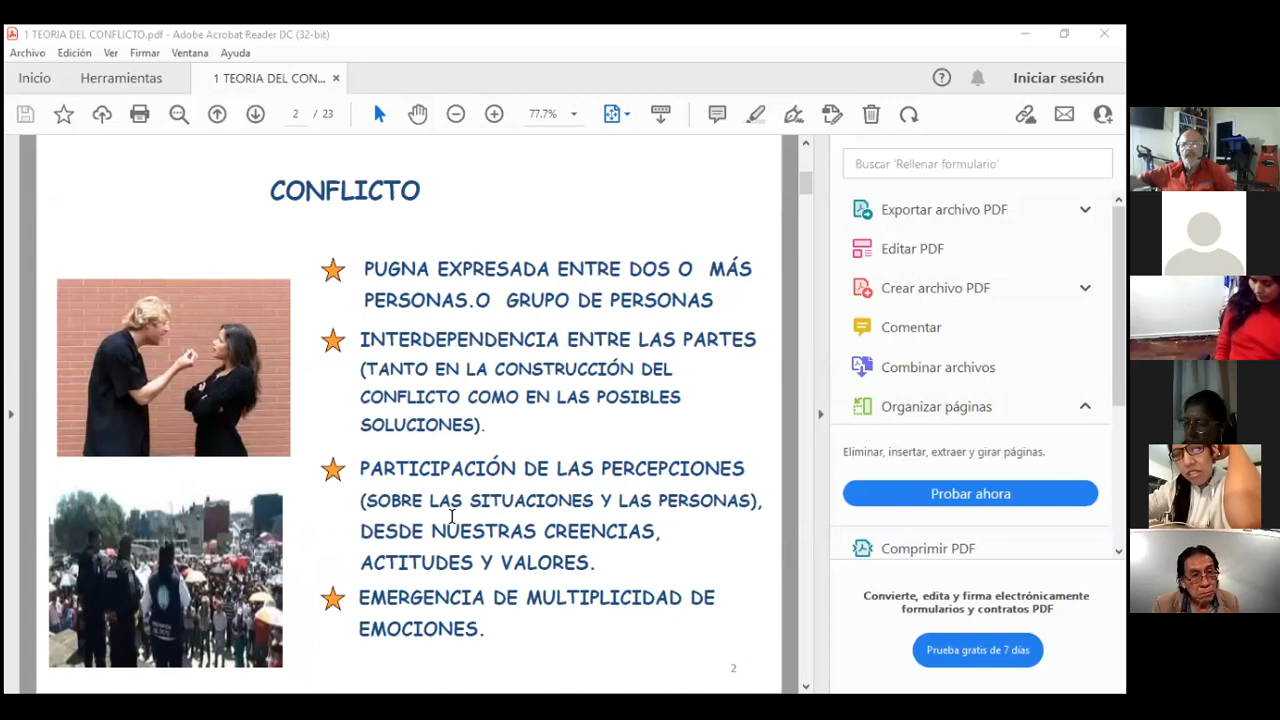 1 TEORIA DEL CONFLICTO.pdf - Adobe Acrobat Reader DC (32-bit)
Archivo Edición Ver Firmar Ventana Ayuda
Inicio Herramientas 1 TEORIA DEL CON... × Iniciar sesión
2 / 23 77.7%
CONFLICTO
PUGNA EXPRESADA ENTRE DOS O MÁS
PERSONAS.O GRUPO DE PERSONAS
INTERDEPENDENCIA ENTRE LAS PARTES
(TANTO EN LA CONSTRUCCIÓN DEL
CONFLICTO COMO EN LAS POSIBLES
SOLUCIONES).
PARTICIPACIÓN DE LAS PERCEPCIONES
(SOBRE LAS SITUACIONES Y LAS PERSONAS),
DESDE NUESTRAS CREENCIAS,
ACTITUDES Y VALORES.
EMERGENCIA DE MULTIPLICIDAD DE
EMOCIONES.
2
Buscar 'Rellenar formulario'
Exportar archivo PDF
Editar PDF
Crear archivo PDF
Comentar
Combinar archivos
Organizar páginas
Eliminar, insertar, extraer y girar páginas.
Probar ahora
Comprimir PDF
Convierte, edita y firma electrónicamente
formularios y contratos PDF
Prueba gratis de 7 días